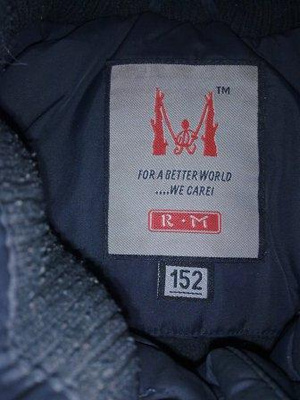 TM
FOR A BETTER WORLD
....WE CARE!
R·M
152